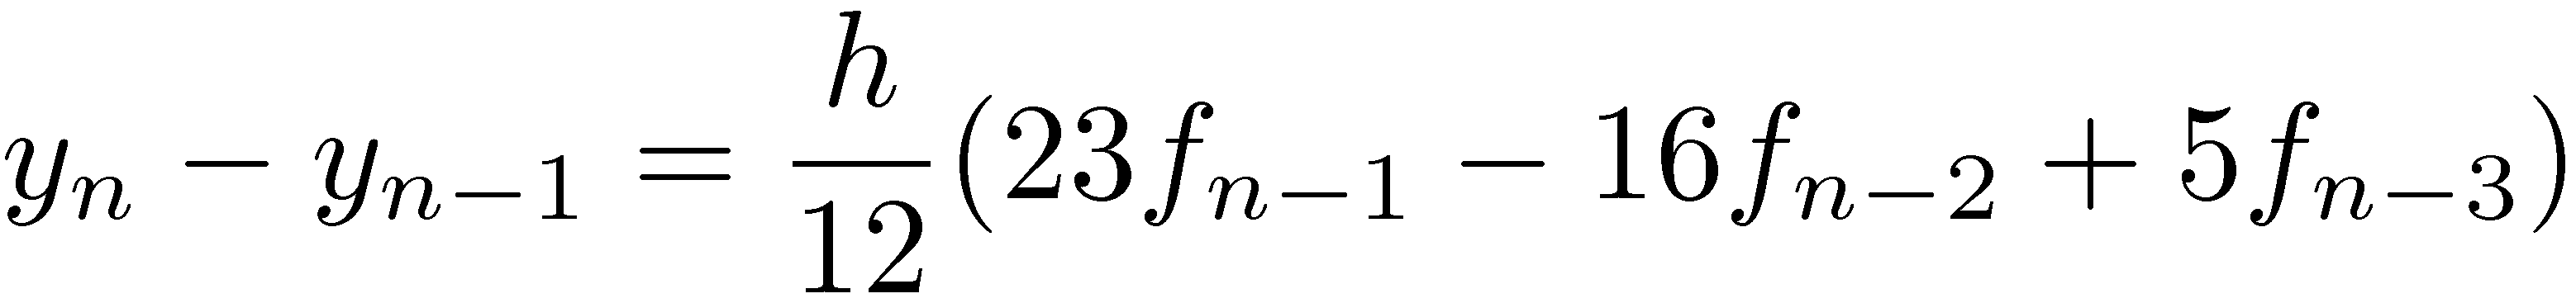 y_n - y_{n-1} = \frac{h}{12}(23f_{n-1} - 16f_{n-2} + 5f_{n-3})